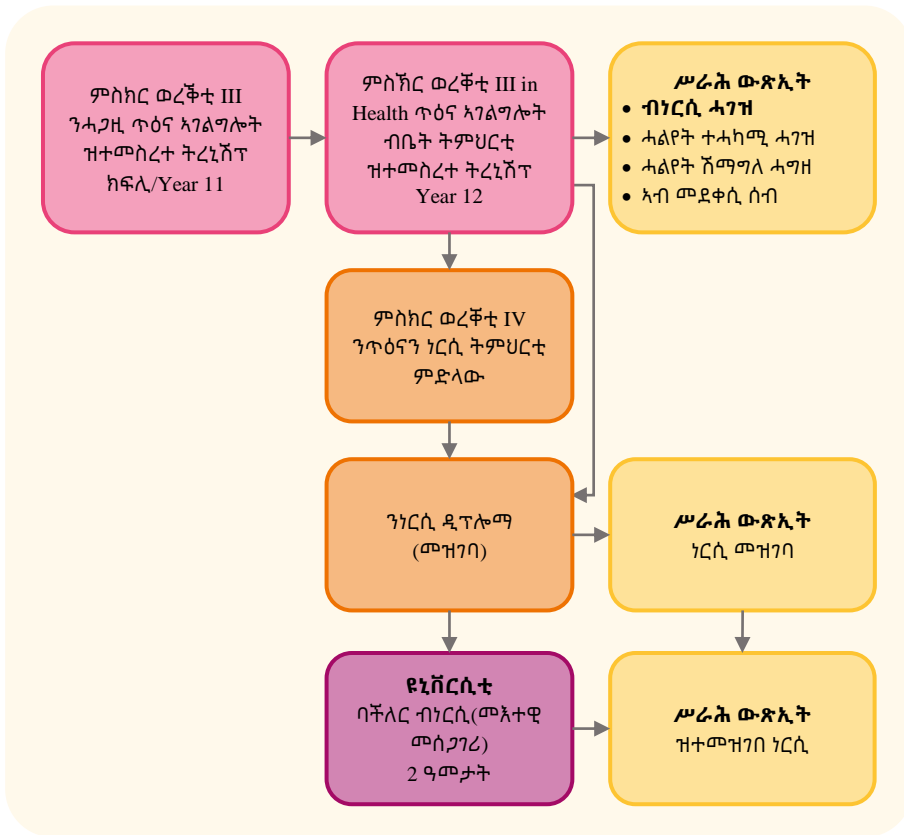 ምስክር ወረቕቲ III
ንሓጋዚ ጥዕና ኣገልግሎት
ዝተመስረተ ትረኒሽፕ
ክፍሊ/Year 11
ምስኽር ወረቐቲ III in
Health ጥዕና ኣገልግሎት
ብቤት ትምህርቲ
ዝተመስረተ ትረኒሽፕ
Year 12
ሥራሕ ውጽኢት
• ብነርሲ ሓገዝ
• ሓልየት ተሓካሚ ሓገዝ
• ሓልየት ሽማግለ ሓግዘ
• ኣብ መደቀሲ ሰብ
ምስክር ወረቐቲ IV
ንጥዕናን ነርሲ ትምህርቲ
ምድላው
ንነርሲ ዲፕሎማ
(መዝገባ)
ሥራሕ ውጽኢት
ነርሲ መዝገባ
ዩኒቨርሲቲ
ባችለር ብነርሲ(መእተዊ
መሰጋገሪ)
2 ዓመታት
ሥራሕ ውጽኢት
ዝተመዝገበ ነርሲ